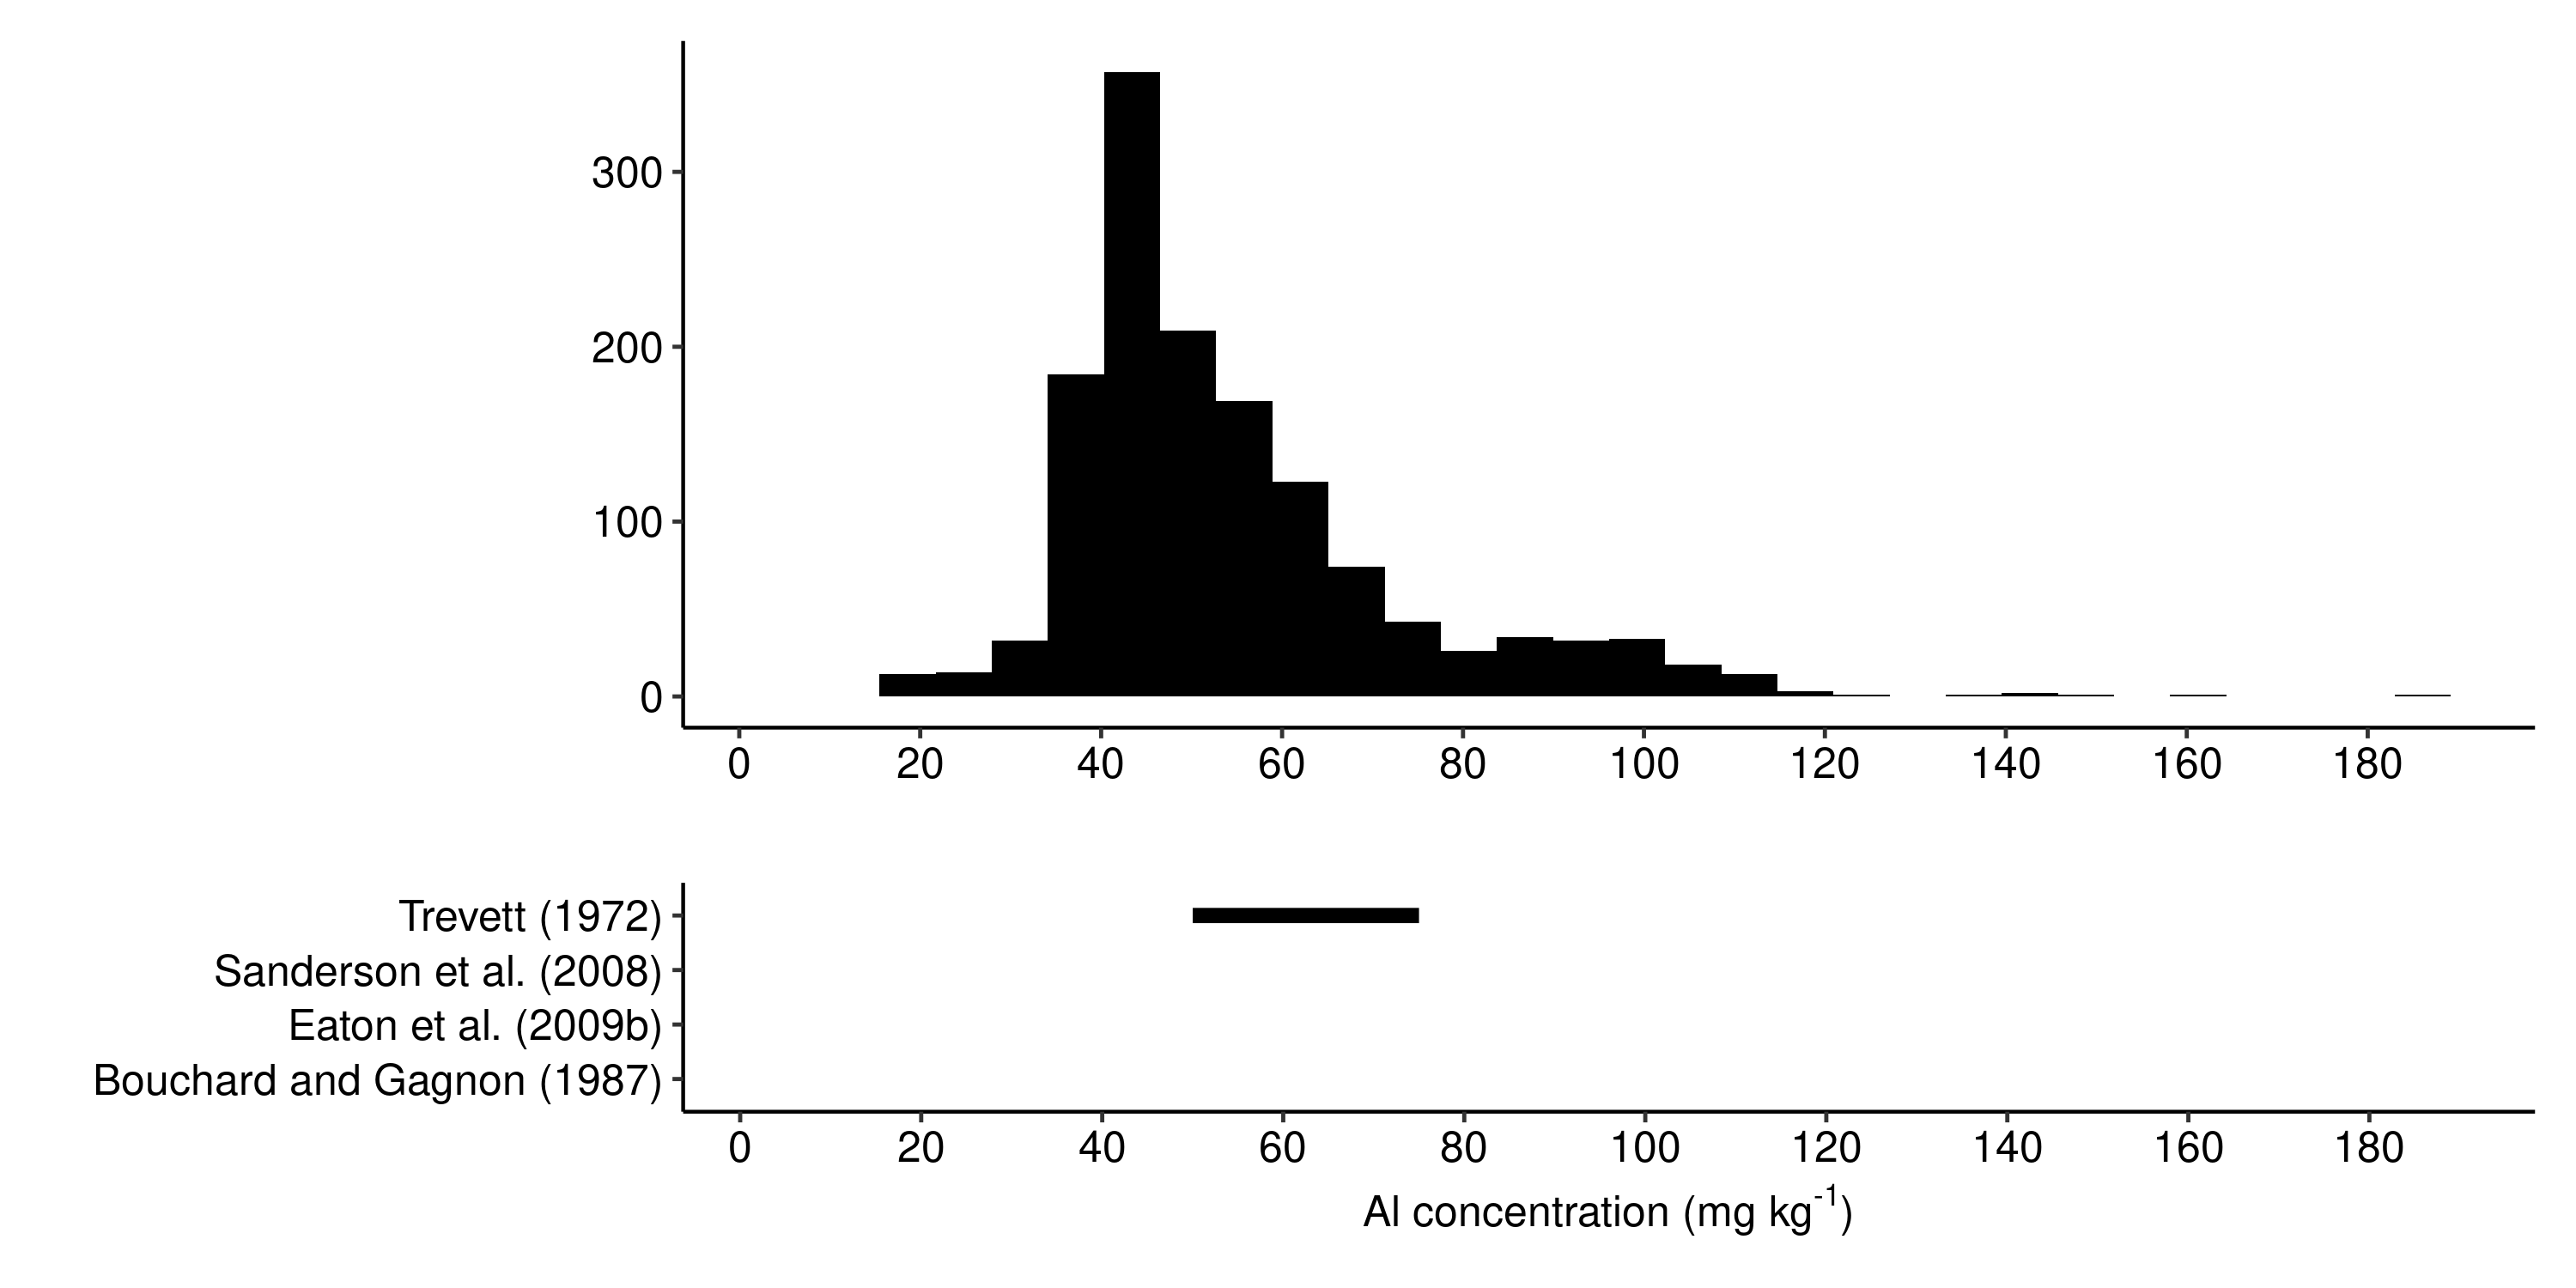 300
200
100
0
0 20 40 60 80 100 120 140 160 180
Trevett (1972)
Sanderson et al. (2008)
Eaton et al. (2009b)
Bouchard and Gagnon (1987)
0 20 40 60 80 100 120 140 160 180
Al concentration (mg kg⁻¹)